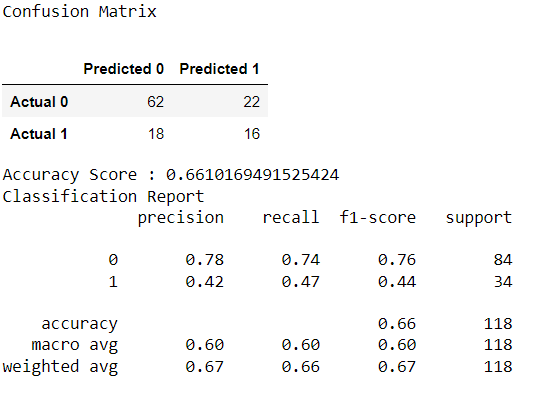 Confusion Matrix
Predicted 0 Predicted 1
Actual 0 62 22
Actual 1 18 16
Accuracy Score : 0.6610169491525424
Classification Report
precision recall f1-score support
0 0.78 0.74 0.76 84
1 0.42 0.47 0.44 34
accuracy 0.66 118
macro avg 0.60 0.60 0.60 118
weighted avg 0.67 0.66 0.67 118